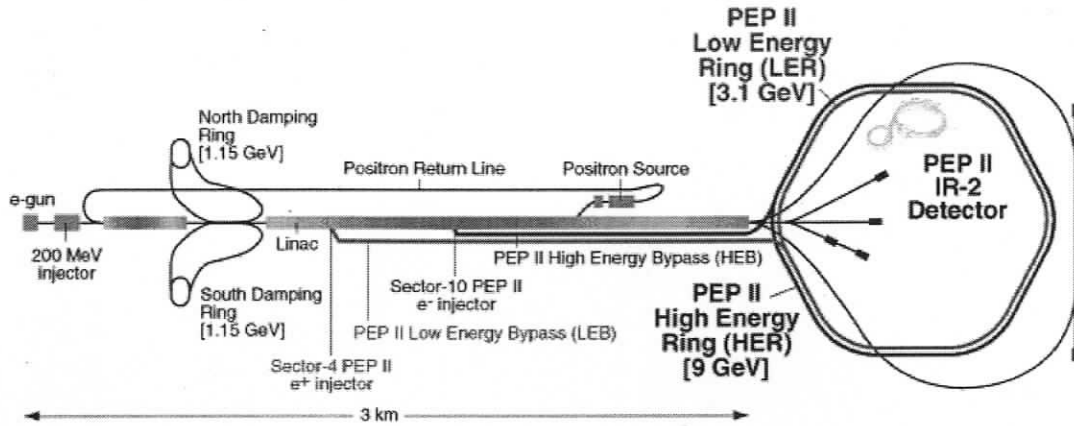 PEP II
Low Energy
Ring (LER)
[3.1 GeV]
North Damping
Ring
[1.15 GeV]
Positron Return Line
Positron Source
e-gun
200 MeV
injector
Linac
PEP II
IR-2
Detector
PEP II High Energy Bypass (HEB)
South Damping
Ring
[1.15 GeV]
Sector-10 PEP II
e⁻ injector
PEP II Low Energy Bypass (LEB)
PEP II
High Energy
Ring (HER)
[9 GeV]
Sector-4 PEP II
e⁺ injector
3 km